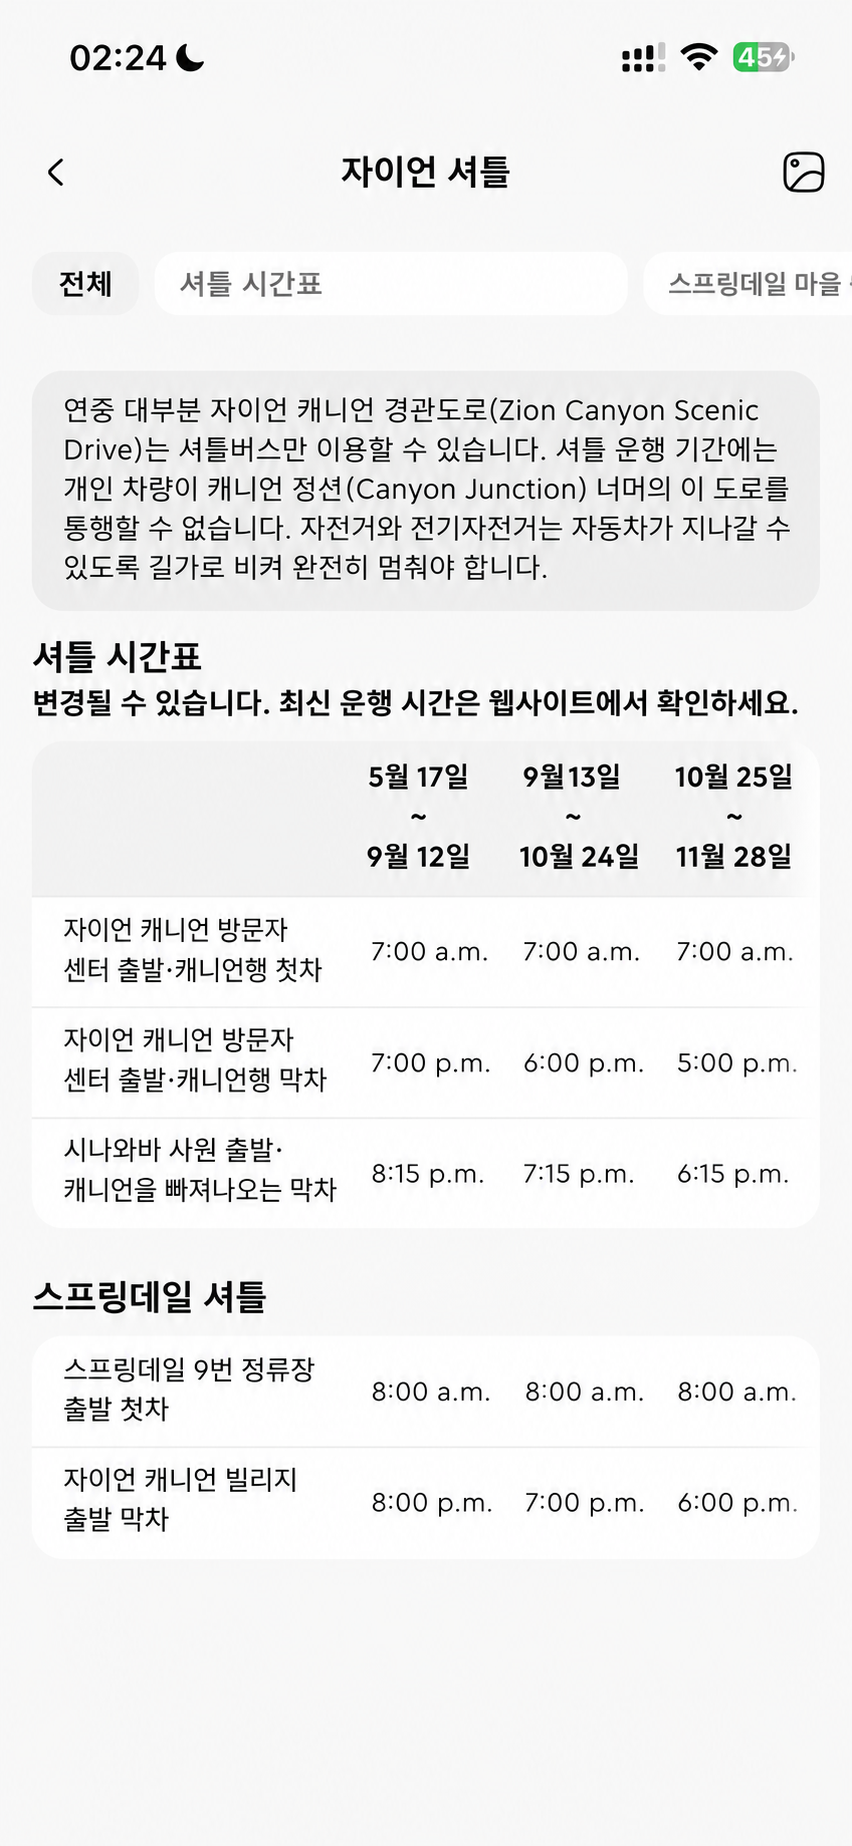 02:24
45
자이언 셔틀
전체
셔틀 시간표
스프링데일 마을
연중 대부분 자이언 캐니언 경관도로(Zion Canyon Scenic
Drive)는 셔틀버스만 이용할 수 있습니다. 셔틀 운행 기간에는
개인 차량이 캐니언 정션(Canyon Junction) 너머의 이 도로를
통행할 수 없습니다. 자전거와 전기자전거는 자동차가 지나갈 수
있도록 길가로 비켜 완전히 멈춰야 합니다.
셔틀 시간표
변경될 수 있습니다. 최신 운행 시간은 웹사이트에서 확인하세요.
5월 17일 9월13일 10월 25일
~ ~ ~
9월 12일 10월 24일 11월 28일
자이언 캐니언 방문자
센터 출발·캐니언행 첫차
7:00 a.m. 7:00 a.m. 7:00 a.m.
자이언 캐니언 방문자
센터 출발·캐니언행 막차
7:00 p.m. 6:00 p.m. 5:00 p.m.
시나와바 사원 출발·
캐니언을 빠져나오는 막차
8:15 p.m. 7:15 p.m. 6:15 p.m.
스프링데일 셔틀
스프링데일 9번 정류장
출발 첫차
8:00 a.m. 8:00 a.m. 8:00 a.m.
자이언 캐니언 빌리지
출발 막차
8:00 p.m. 7:00 p.m. 6:00 p.m.